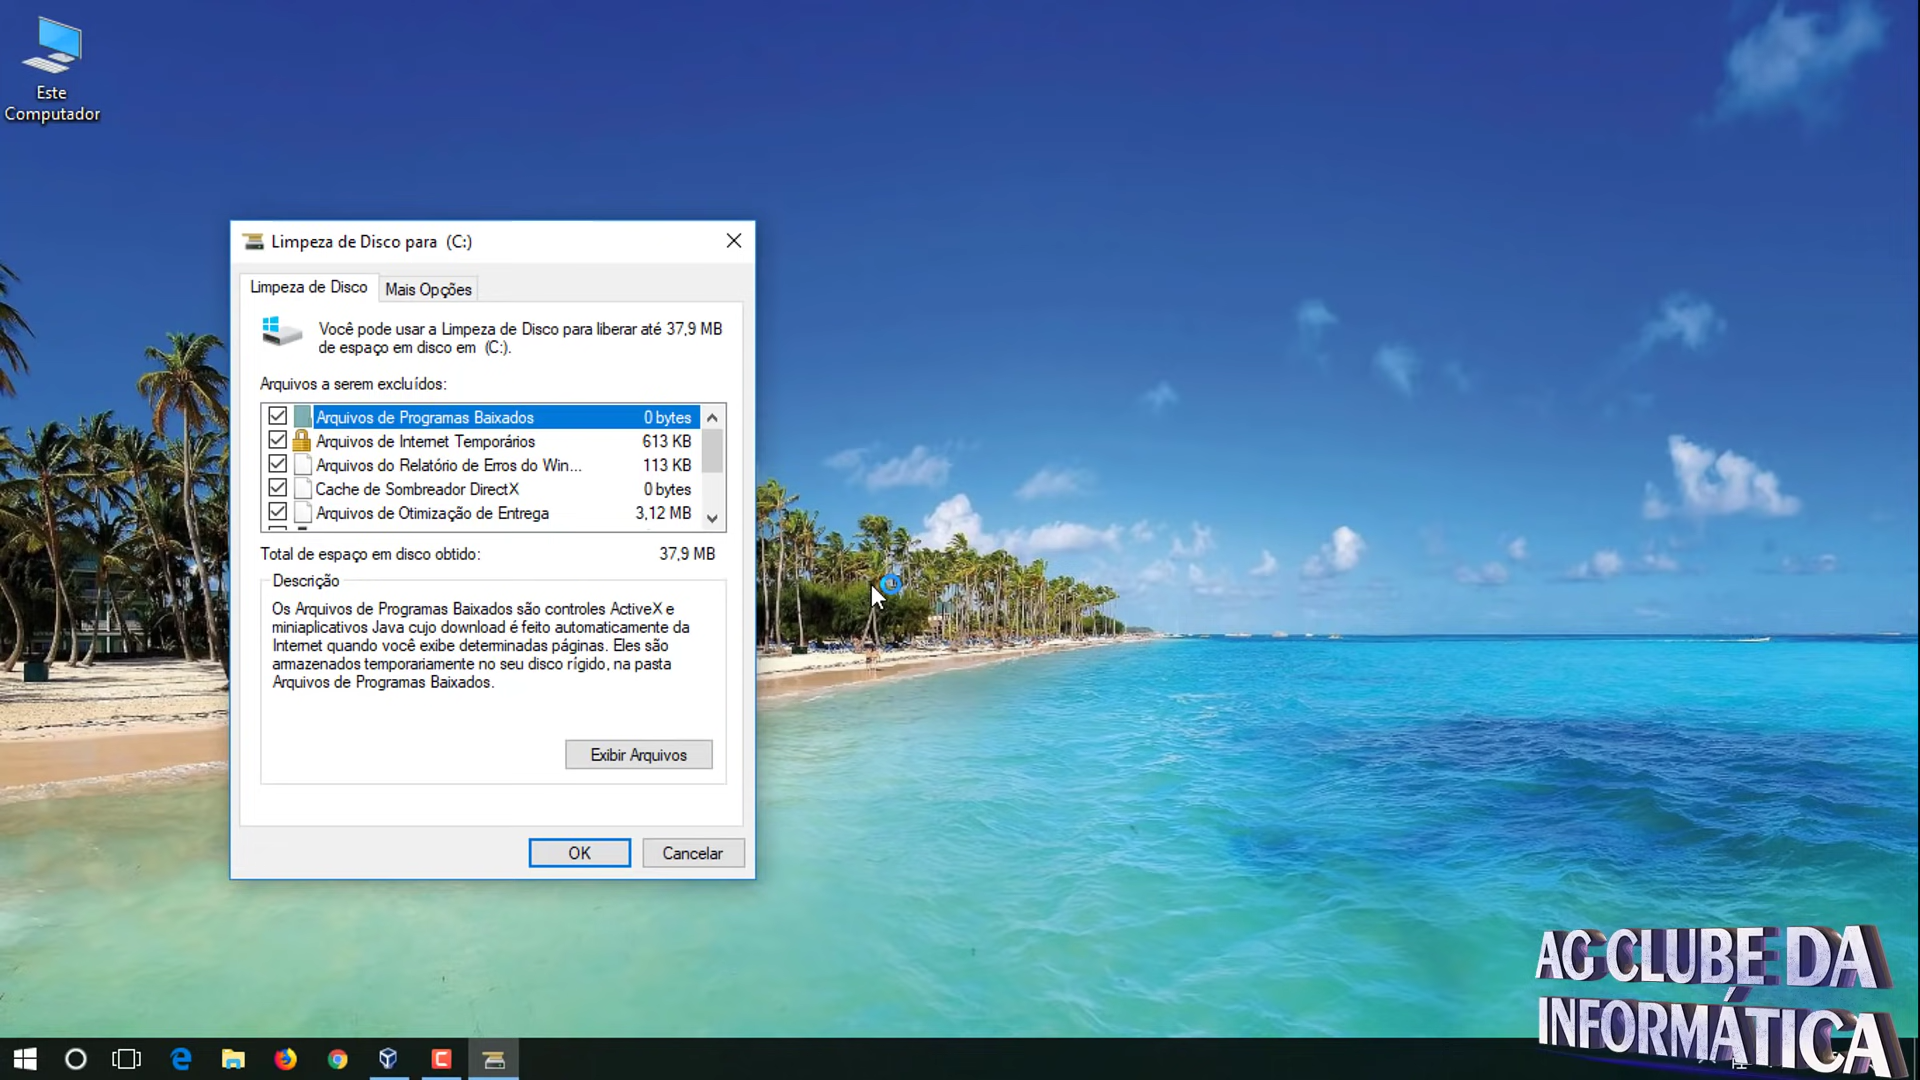 Este
Computador
Limpeza de Disco para  (C:)
Limpeza de Disco
Mais Opções
Você pode usar a Limpeza de Disco para liberar até 37,9 MB
de espaço em disco em  (C:).
Arquivos a serem excluídos:
Arquivos de Programas Baixados 0 bytes
Arquivos de Internet Temporários 613 KB
Arquivos do Relatório de Erros do Win... 113 KB
Cache de Sombreador DirectX 0 bytes
Arquivos de Otimização de Entrega 3,12 MB
Total de espaço em disco obtido: 37,9 MB
Descrição
Os Arquivos de Programas Baixados são controles ActiveX e
miniaplicativos Java cujo download é feito automaticamente da
Internet quando você exibe determinadas páginas. Eles são
amazenados temporariamente no seu disco rígido, na pasta
Arquivos de Programas Baixados.
Exibir Arquivos
OK
Cancelar
AG CLUBE DA
INFORMÁTICA